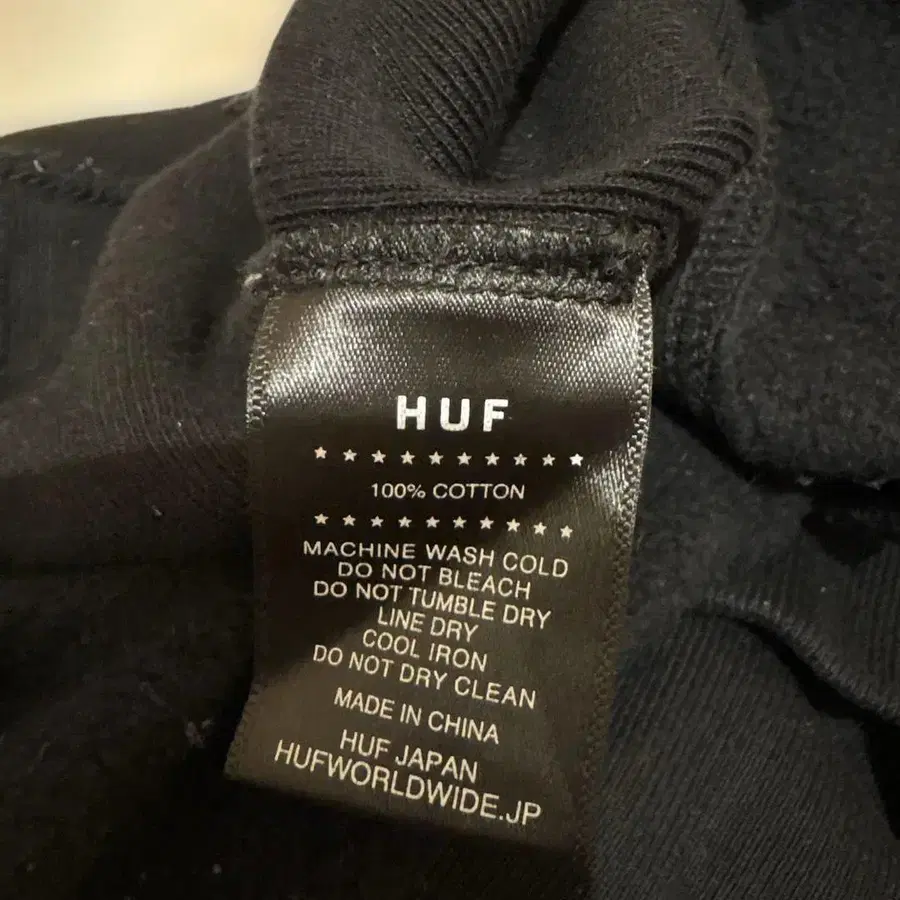 HUF
★★★★★★★★★★
100% COTTON
★★★★★★★★★★
MACHINE WASH COLD
DO NOT BLEACH
DO NOT TUMBLE DRY
LINE DRY
COOL IRON
DO NOT DRY CLEAN
MADE IN CHINA
HUF JAPAN
HUFWORLDWIDE.JP